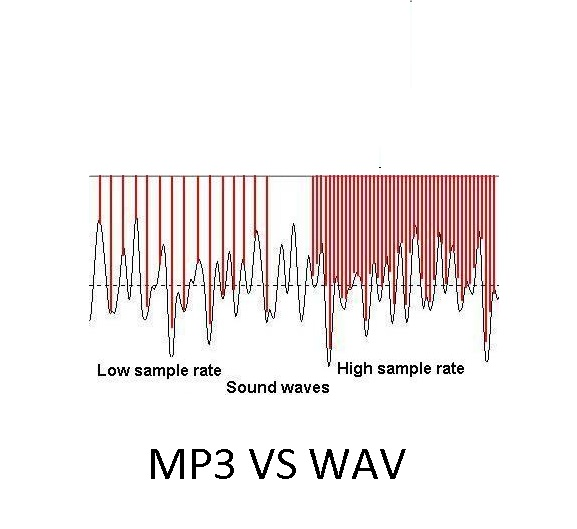 Low sample rate
High sample rate
Sound waves
MP3 VS WAV